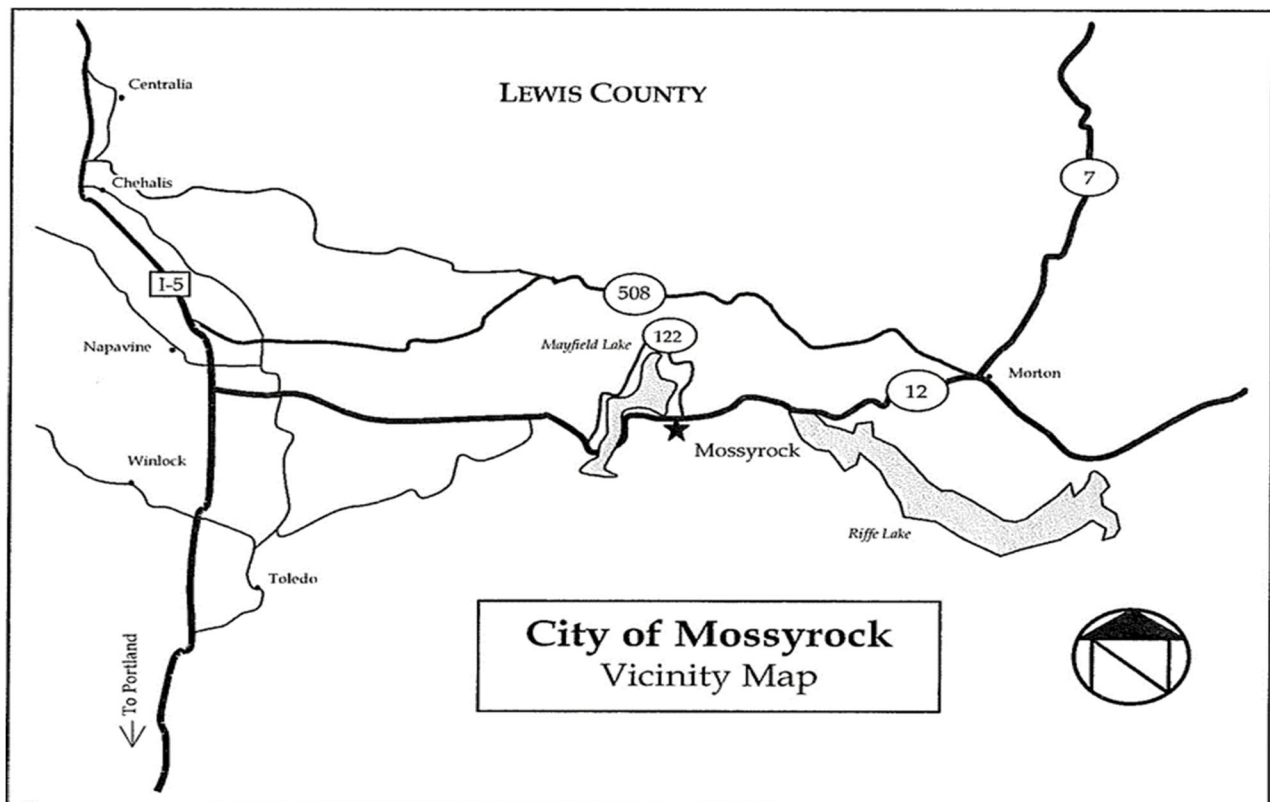 Centralia
LEWIS COUNTY
Chehalis
7
I-5
508
122
Mayfield Lake
Napavine
Morton
12
Mossyrock
Winlock
Riffe Lake
Toledo
City of Mossyrock
Vicinity Map
To Portland